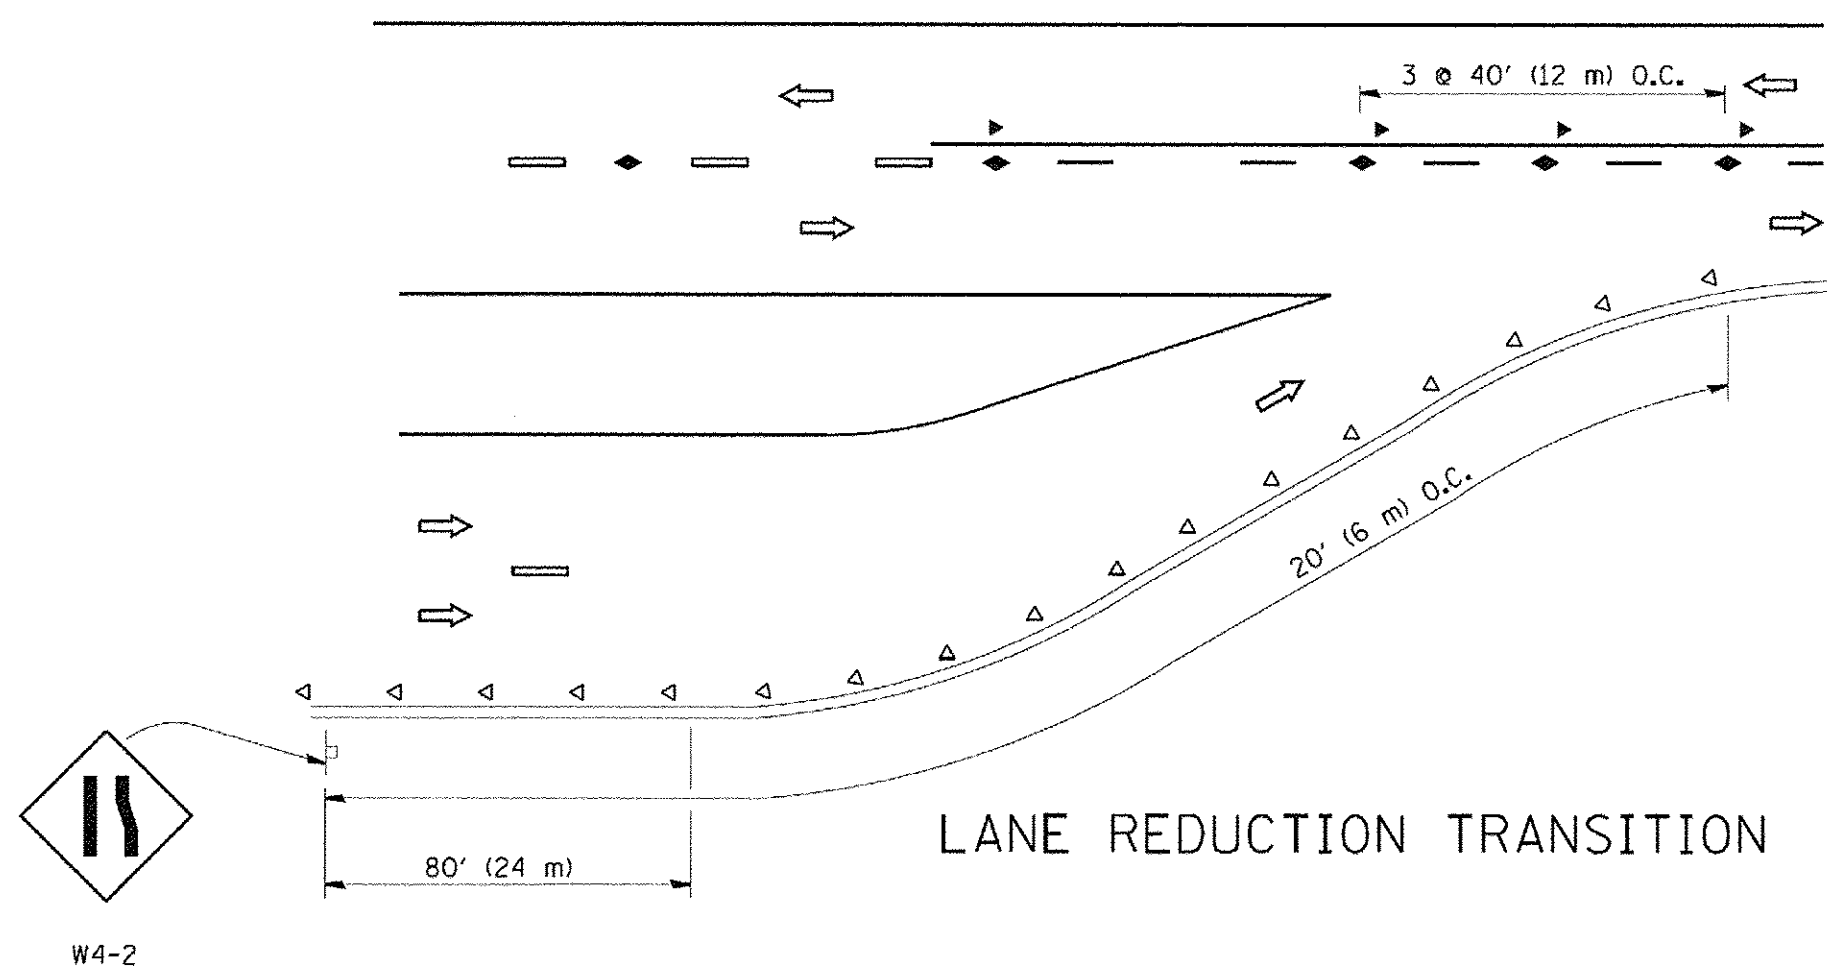 3 @ 40' (12 m) O.C.
20' (6 m) O.C.
LANE REDUCTION TRANSITION
80' (24 m)
W4-2